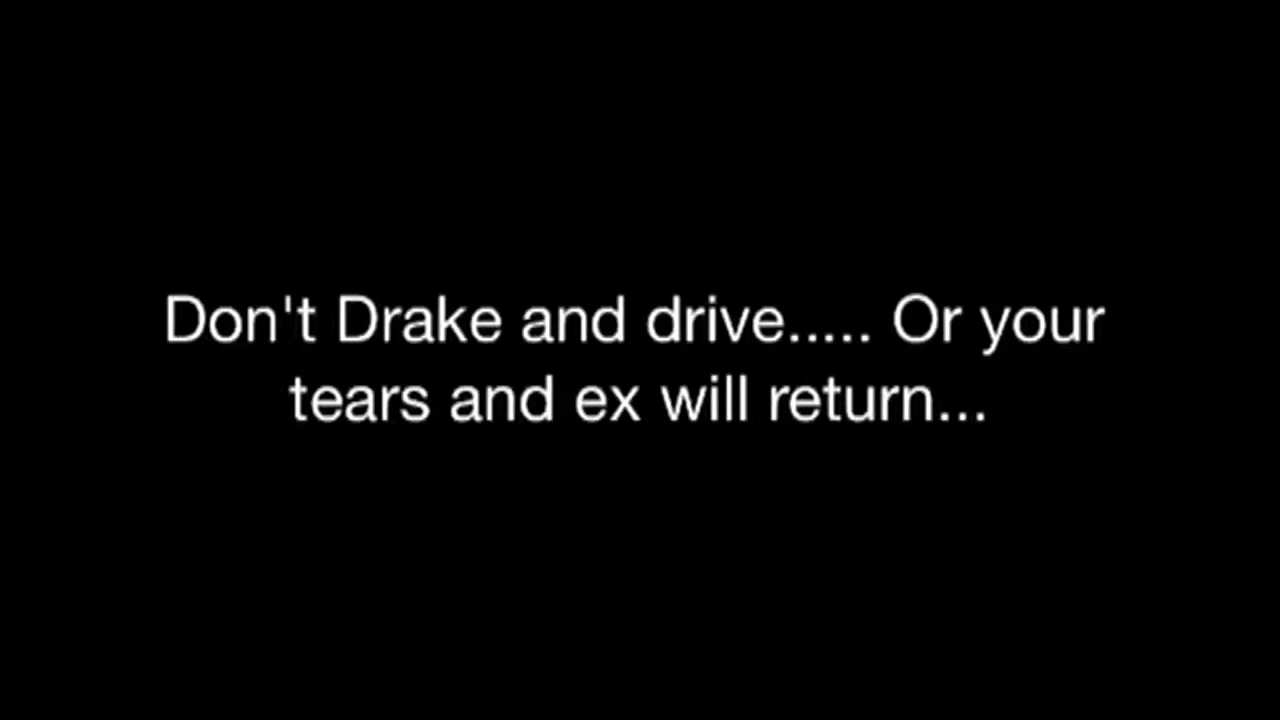 Don't Drake and drive..... Or your
tears and ex will return...